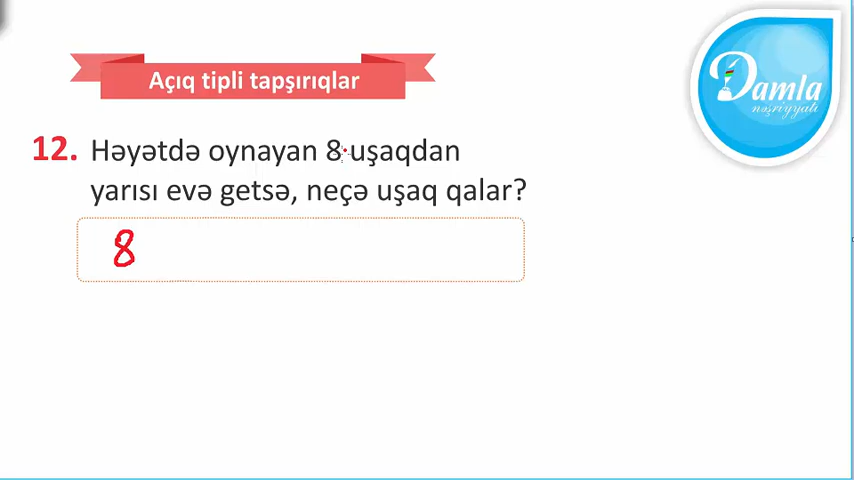 Açıq tipli tapşırıqlar
Damla
nəşriyyatı
12. Həyətdə oynayan 8 uşaqdan
yarısı evə getsə, neçə uşaq qalar?
8